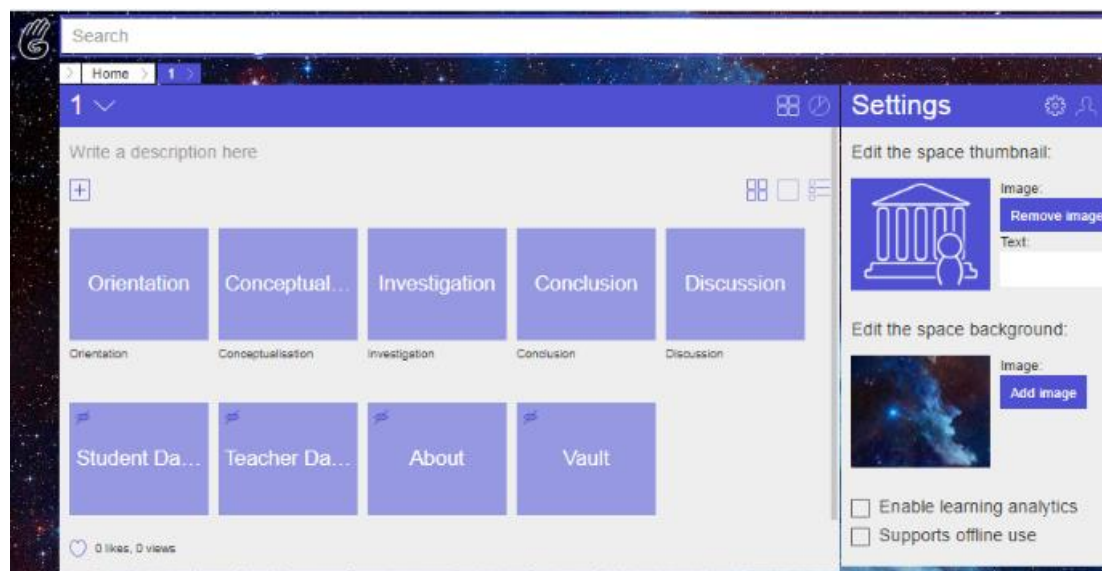 Search
Home 1
1
Write a description here
Orientation Conceptual... Investigation Conclusion Discussion
Orientation Conceptualisation Investigation Conclusion Discussion
Student Da... Teacher Da... About Vault
0 likes, 0 views
Settings
Edit the space thumbnail:
Image:
Remove image
Text:
Edit the space background:
Image:
Add image
Enable learning analytics
Supports offline use